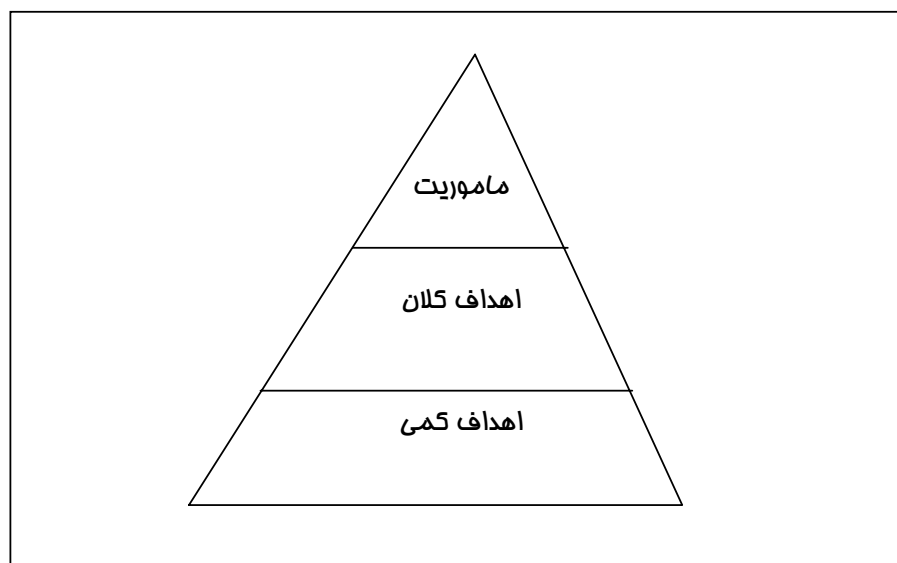 ماموریت
اهداف کلان
اهداف کمی